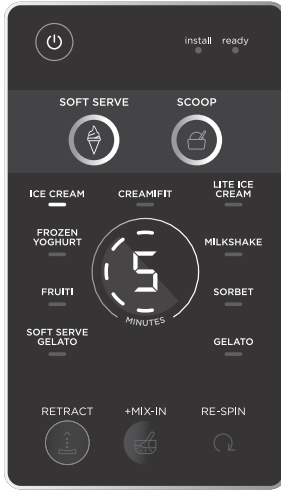 install ready
SOFT SERVE SCOOP
ICE CREAM CREAMIFIT LITE ICE
CREAM
FROZEN
YOGHURT
MILKSHAKE
5
FRUITI SORBET
MINUTES
SOFT SERVE
GELATO
GELATO
RETRACT +MIX-IN RE-SPIN